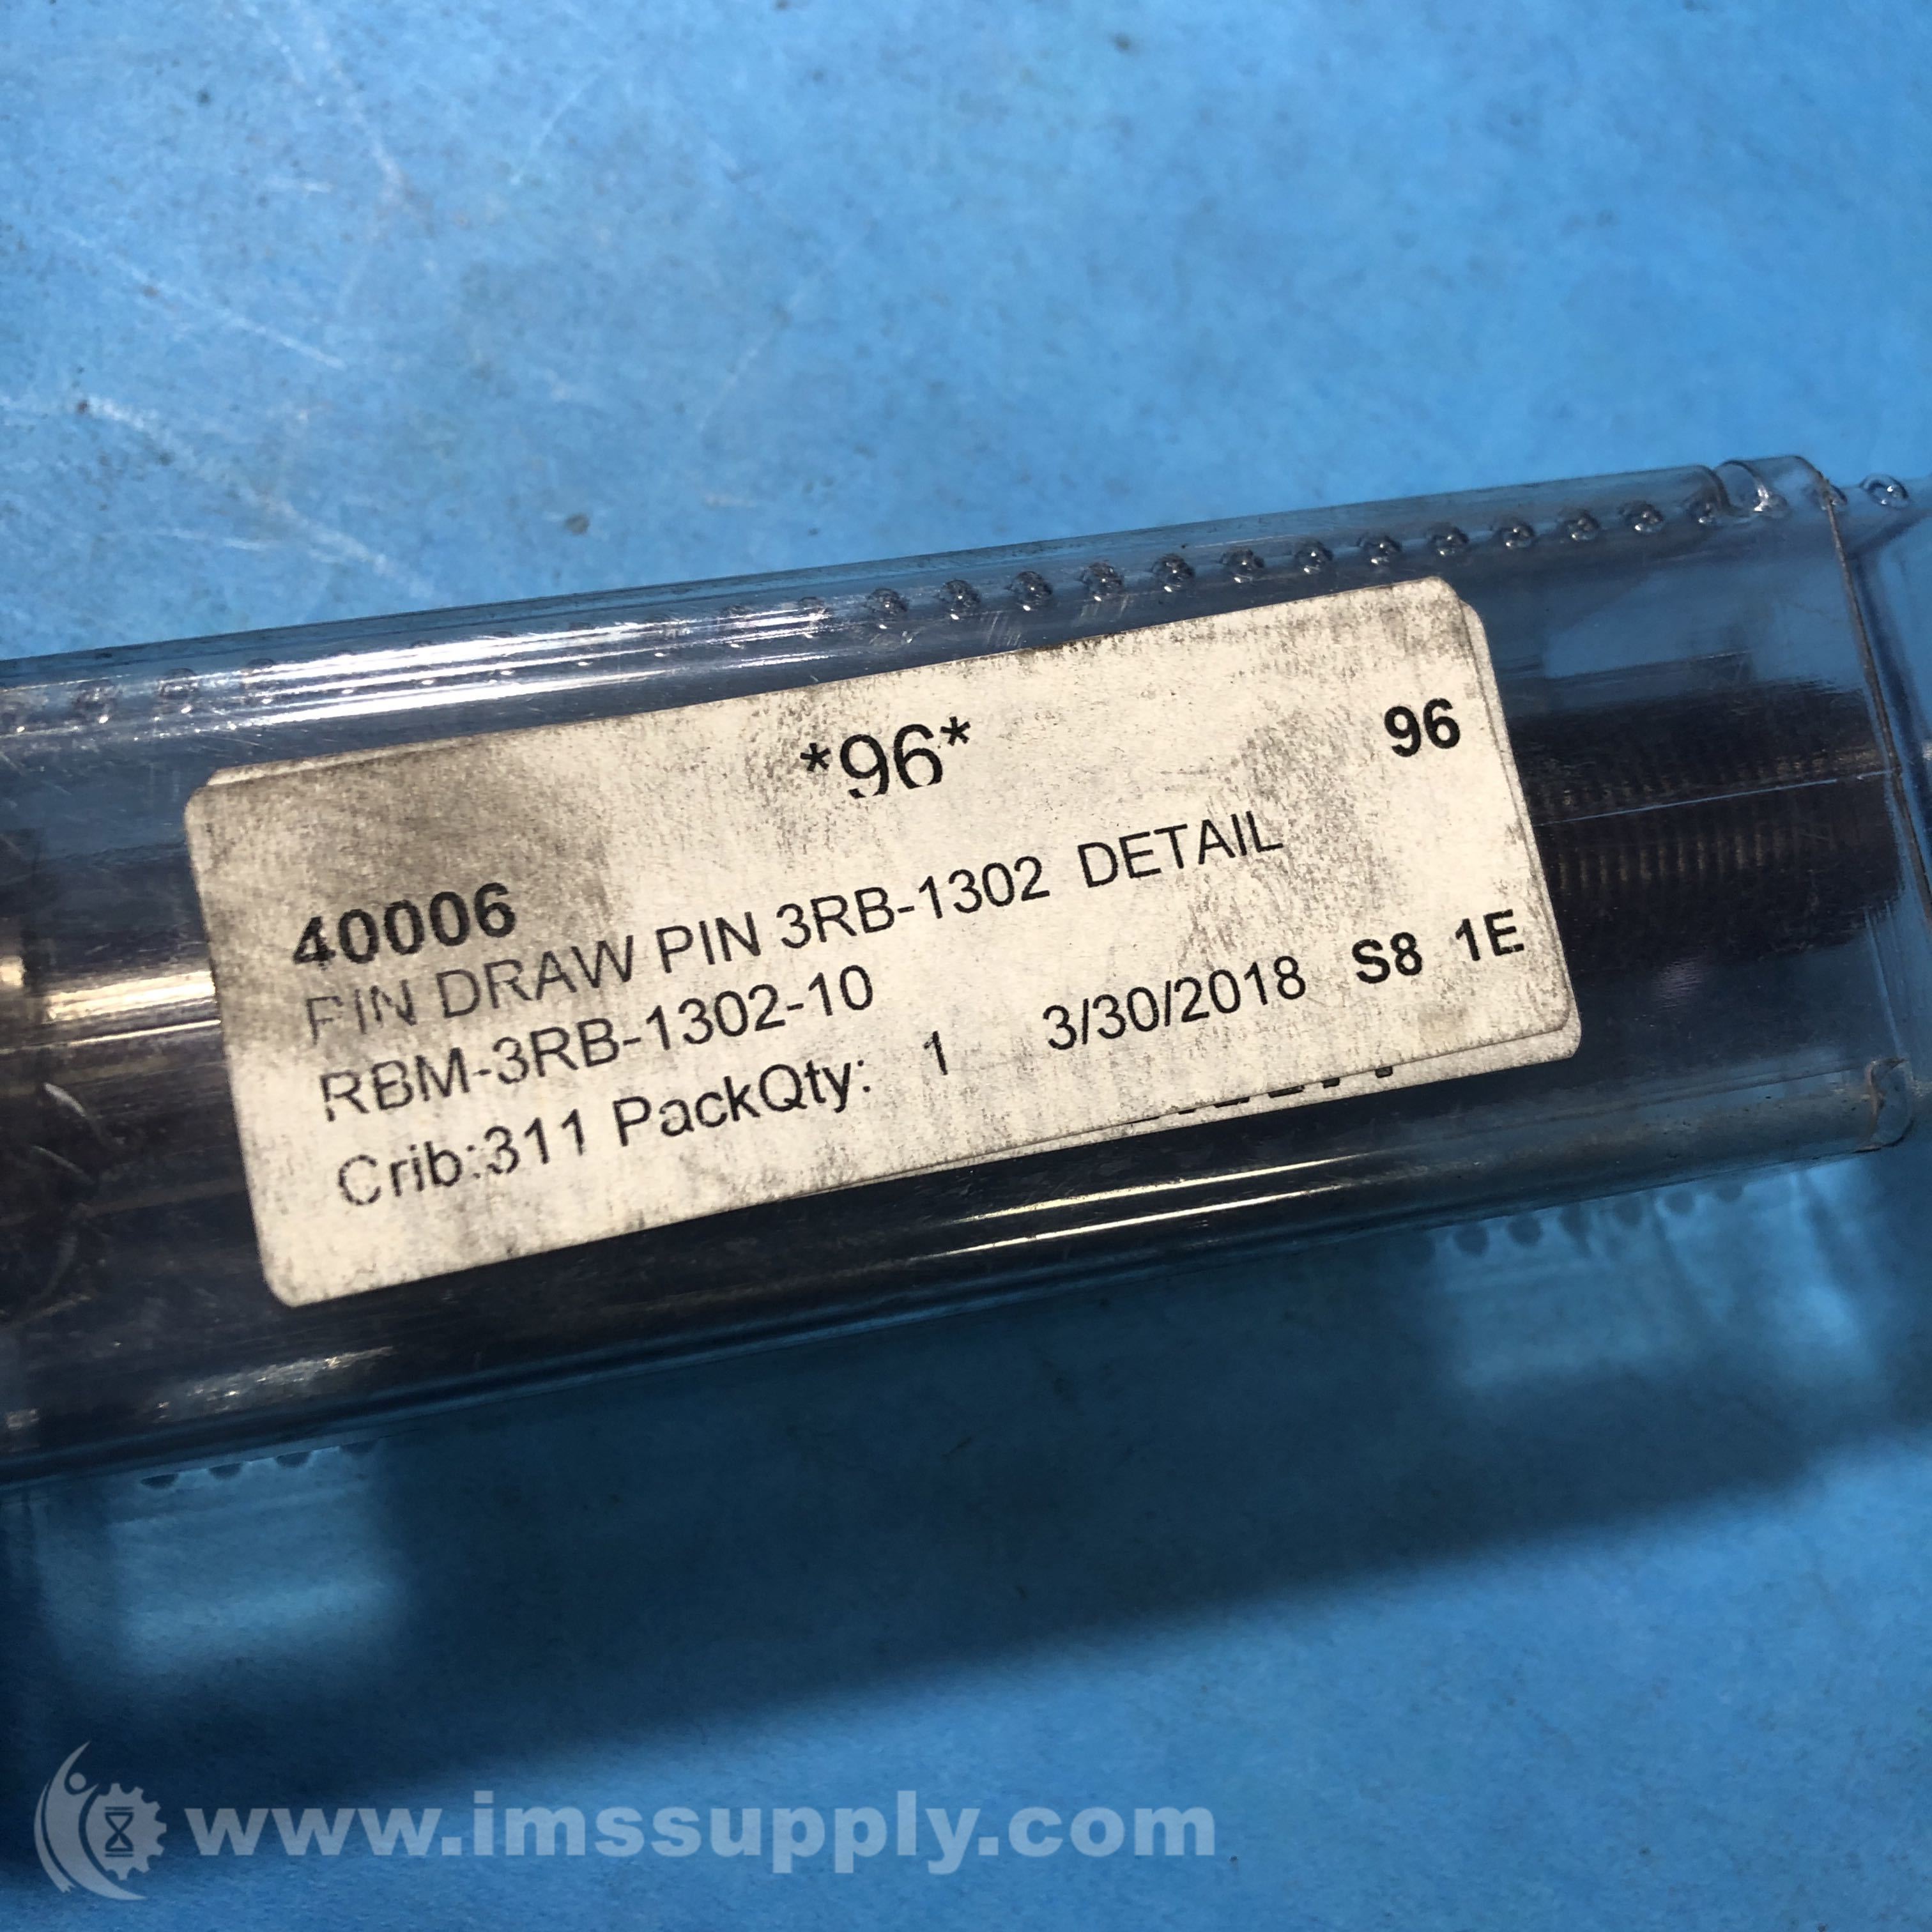 *96* 96
40006
PIN DRAW PIN 3RB-1302 DETAIL
RBM-3RB-1302-10
Crib:311 PackQty: 1 3/30/2018 S8 1E
www.imssupply.com